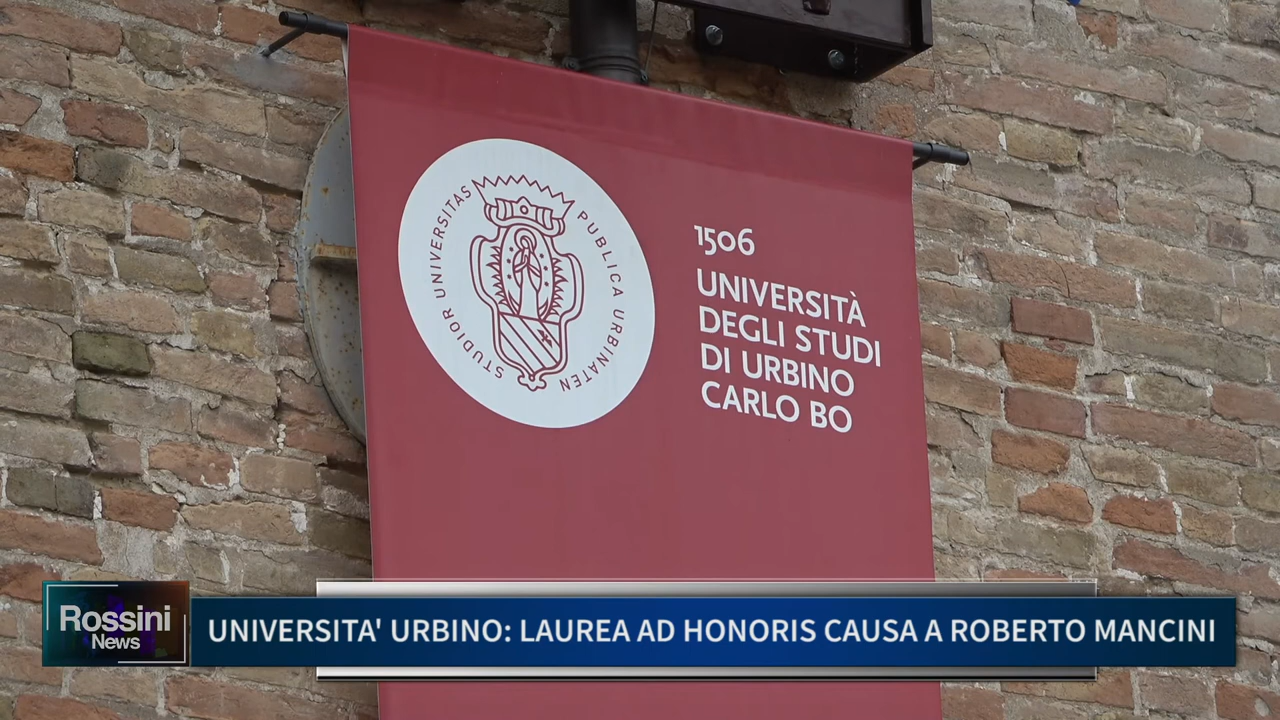 STUDIOR UNIVERSITAS PUBLICA URBINATEN
1506
UNIVERSITÀ
DEGLI STUDI
DI URBINO
CARLO BO
Rossini
News
UNIVERSITA' URBINO: LAUREA AD HONORIS CAUSA A ROBERTO MANCINI